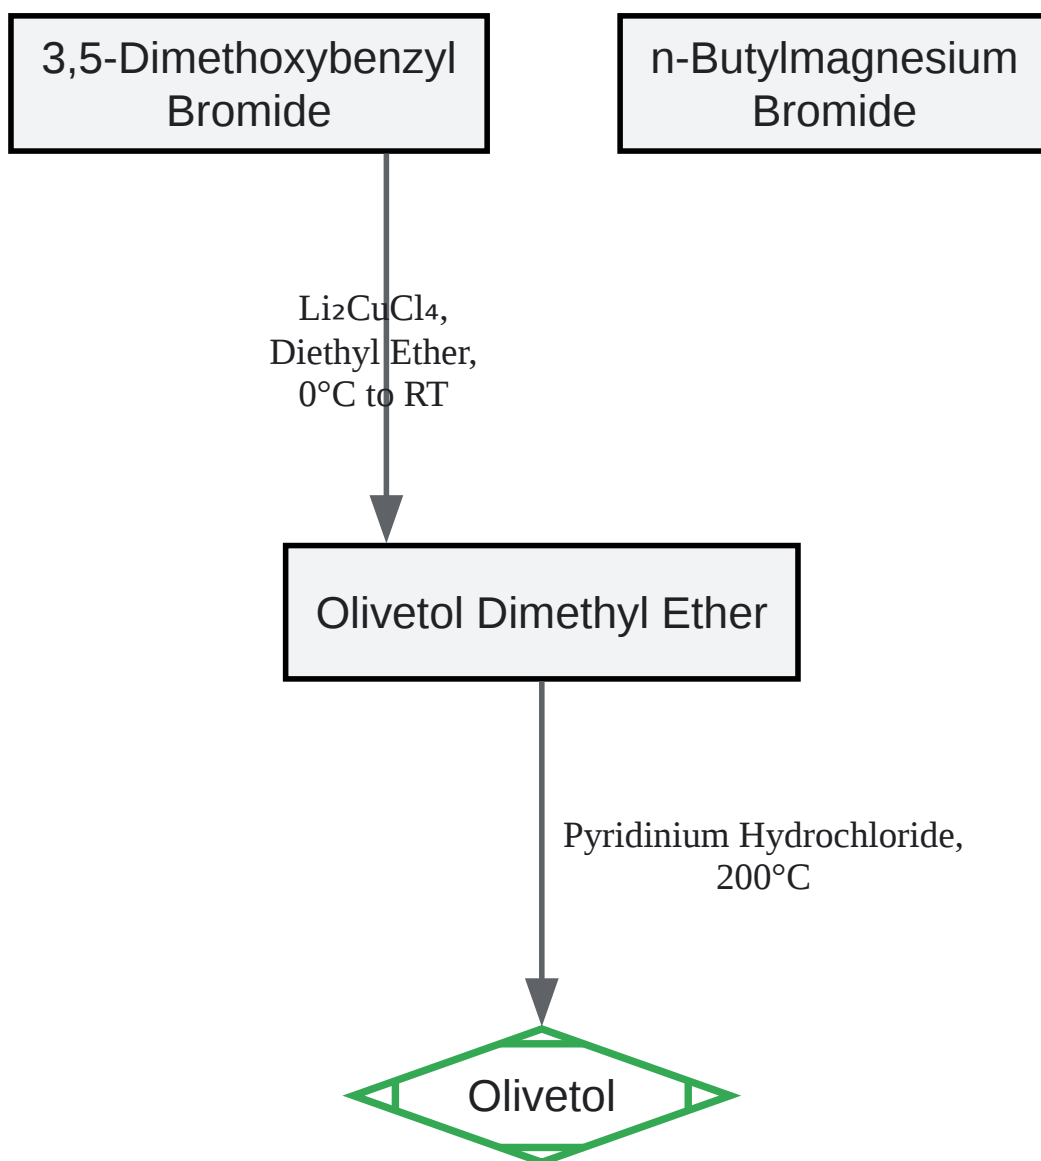 3,5-Dimethoxybenzyl
Bromide
n-Butylmagnesium
Bromide
Li₂CuCl₄,
Diethyl Ether,
0°C to RT
Olivetol Dimethyl Ether
Pyridinium Hydrochloride,
200°C
Olivetol